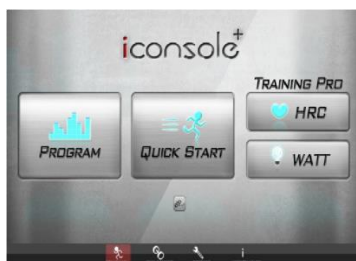 iconsole+
TRAINING PRO
PROGRAM
QUICK START
HRC
WATT